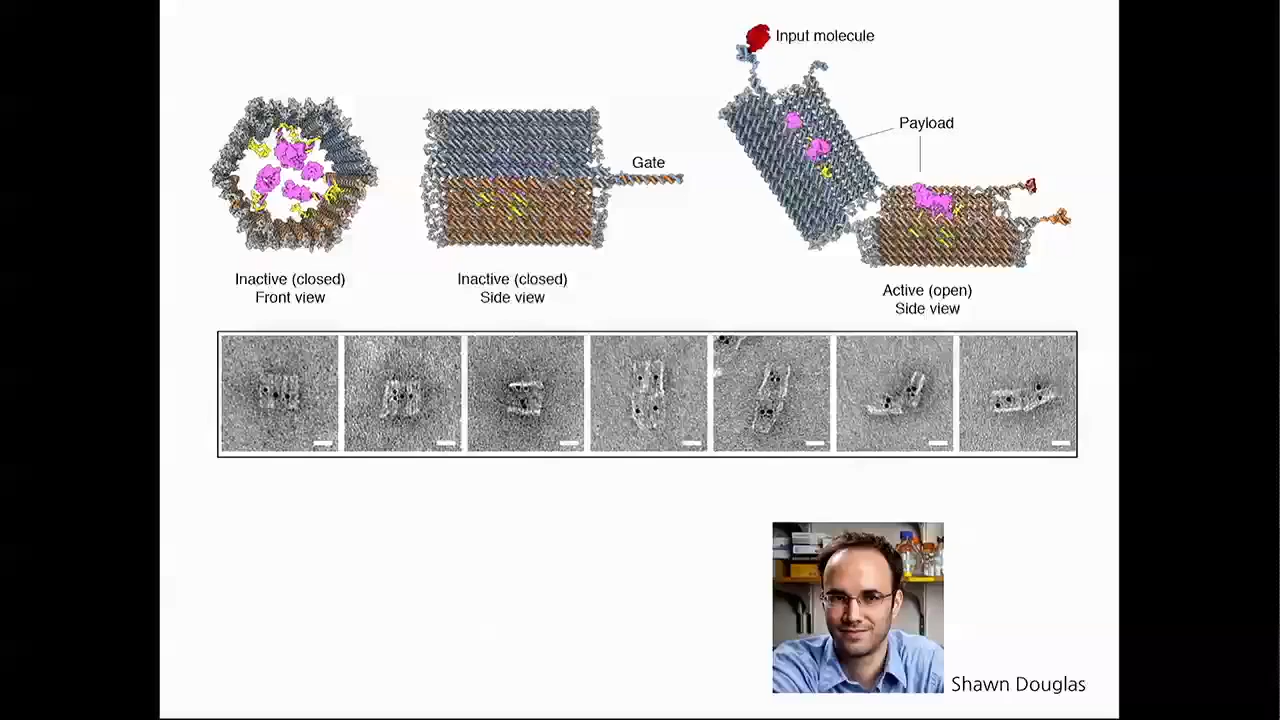 Input molecule
Payload
Gate
Inactive (closed)
Front view
Inactive (closed)
Side view
Active (open)
Side view
Shawn Douglas